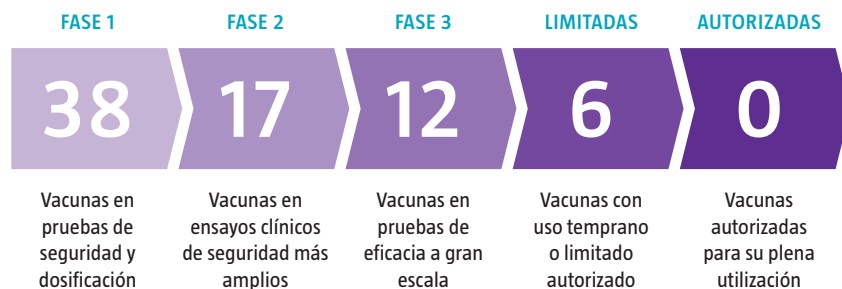 FASE 1
FASE 2
FASE 3
LIMITADAS
AUTORIZADAS
38
17
12
6
0
Vacunas en
pruebas de
seguridad y
dosificación
Vacunas en
ensayos clínicos
de seguridad más
amplios
Vacunas en
pruebas de
eficacia a gran
escala
Vacunas con
uso temprano
o limitado
autorizado
Vacunas
autorizadas
para su plena
utilización